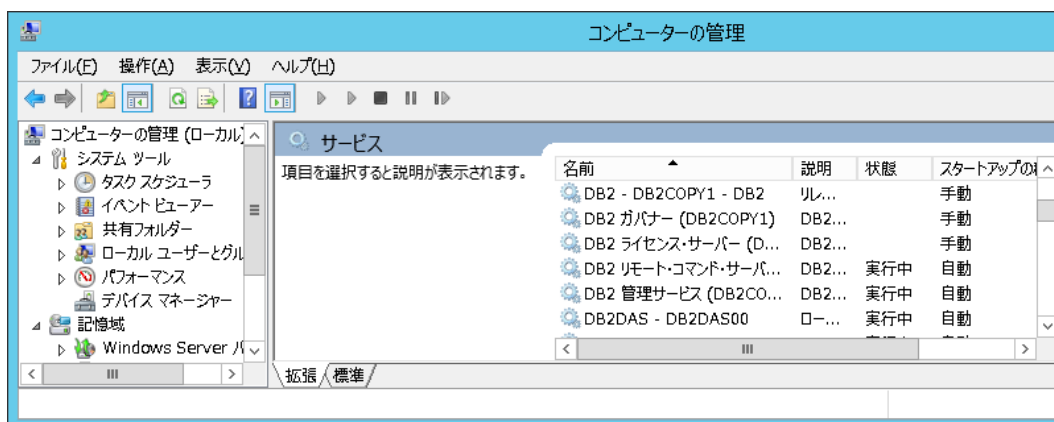 コンピューターの管理
ファイル(F) 操作(A) 表示(V) ヘルプ(H)
コンピューターの管理 (ローカル)
システム ツール
タスク スケジューラ
イベント ビューアー
共有フォルダー
ローカル ユーザーとグル
パフォーマンス
デバイス マネージャー
記憶域
Windows Server バ
サービス
項目を選択すると説明が表示されます。
名前 説明 状態 スタートアップの
DB2 - DB2COPY1 - DB2 リレ... 手動
DB2 ガバナー (DB2COPY1) DB2... 手動
DB2 ライセンス・サーバー (D... DB2... 手動
DB2 リモート・コマンド・サーバ... DB2... 実行中 自動
DB2 管理サービス (DB2CO... DB2... 実行中 自動
DB2DAS - DB2DAS00 ロー... 実行中 自動
拡張 標準